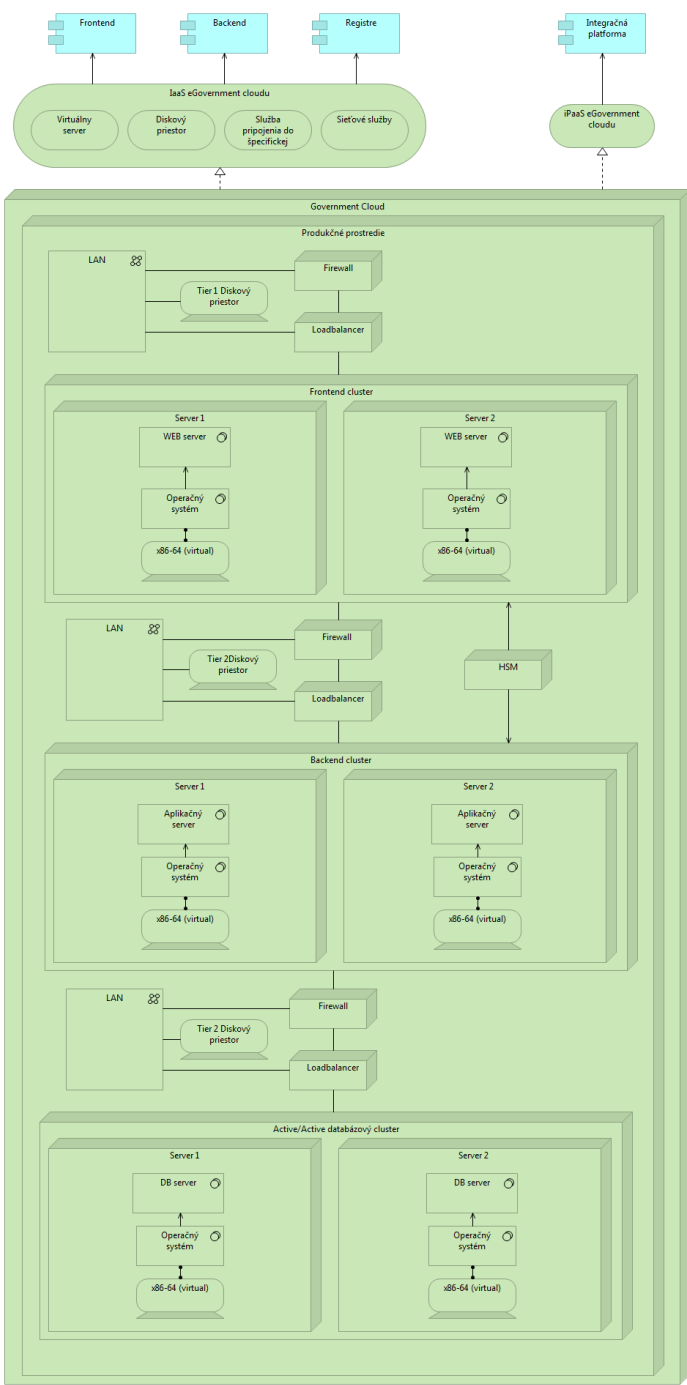 Frontend
Backend
Registre
Integračná
platforma
IaaS eGovernment cloudu
Virtuálny
server
Diskový
priestor
Služba
pripojenia do
špecifickej
Sieťové služby
iPaaS eGovernment
cloudu
Government Cloud
Produkčné prostredie
LAN
Firewall
Tier 1 Diskový
priestor
Loadbalancer
Frontend cluster
Server 1
Server 2
WEB server
WEB server
Operačný
systém
Operačný
systém
x86-64 (virtual)
x86-64 (virtual)
LAN
Firewall
Tier 2Diskový
priestor
HSM
Loadbalancer
Backend cluster
Server 1
Server 2
Aplikačný
server
Aplikačný
server
Operačný
systém
Operačný
systém
x86-64 (virtual)
x86-64 (virtual)
LAN
Firewall
Tier 2 Diskový
priestor
Loadbalancer
Active/Active databázový cluster
Server 1
Server 2
DB server
DB server
Operačný
systém
Operačný
systém
x86-64 (virtual)
x86-64 (virtual)